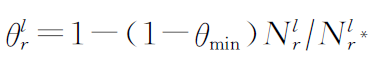 θ_r^l = 1 − (1 − θ_min) N_r^l / N_r^{l*}